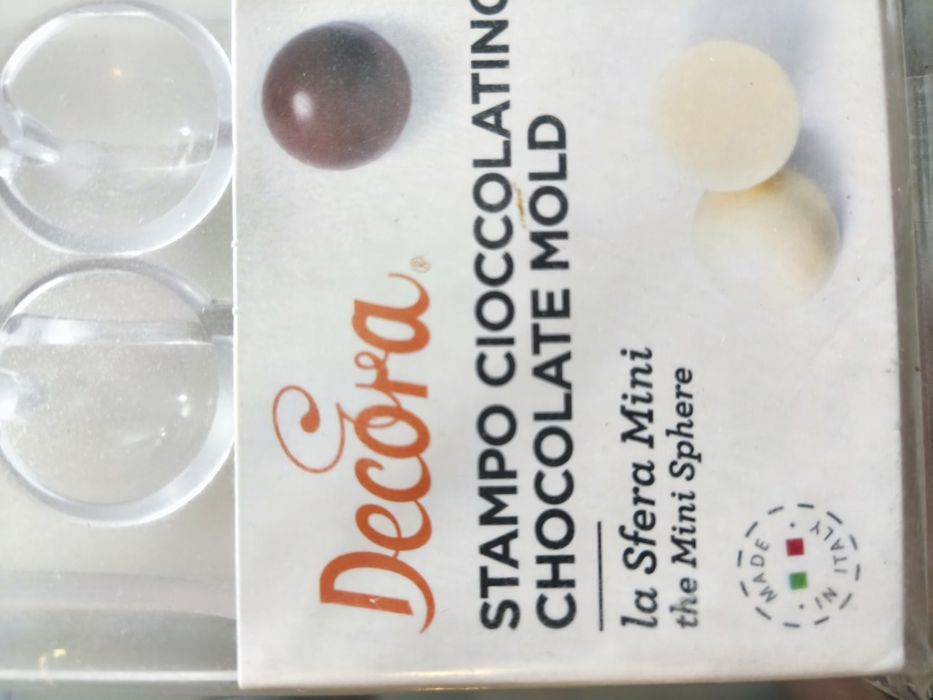 Decora®
STAMPO CIOCCOLATINO
CHOCOLATE MOLD
la Sfera Mini
the Mini Sphere
MADE
IN ITALY